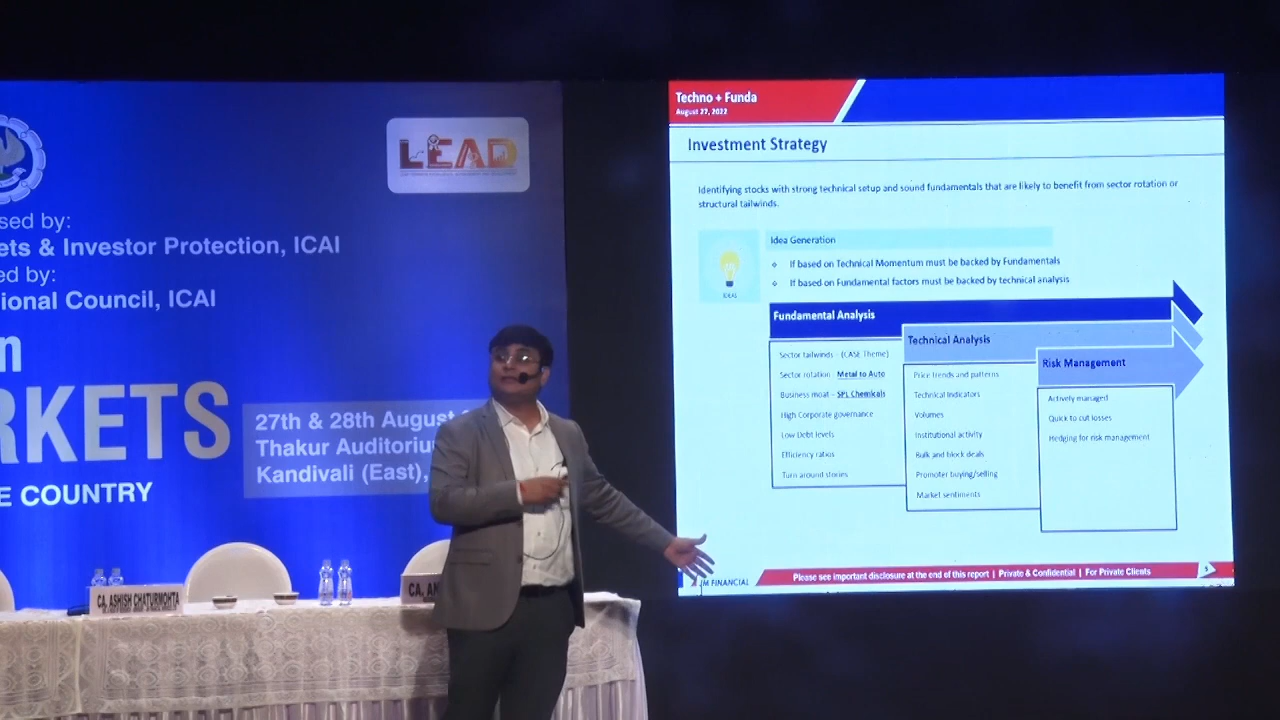 LEAD
sed by:
ets & Investor Protection, ICAI
ed by:
ional Council, ICAI
n
RKETS
27th & 28th August
Thakur Auditoriu
Kandivali (East),
E COUNTRY
CA. ASHISH CHATURMOHTA
CA. AN
Techno + Funda
August 27, 2022
Investment Strategy
Identifying stocks with strong technical setup and sound fundamentals that are likely to benefit from sector rotation or
structural tailwinds.
IDEAS
Idea Generation
If based on Technical Momentum must be backed by Fundamentals
If based on Fundamental factors must be backed by technical analysis
Fundamental Analysis
Sector tailwinds - (CASE Theme)
Sector rotation - Metal to Auto
Business moat - SPL Chemicals
High Corporate governance
Low Debt levels
Efficiency ratios
Turn around stories
Technical Analysis
Price trends and patterns
Technical Indicators
Volumes
Institutional activity
Bulk and block deals
Promoter buying/selling
Market sentiments
Risk Management
Actively managed
Quick to cut losses
Hedging for risk management
JM FINANCIAL
Please see important disclosure at the end of this report | Private & Confidential | For Private Clients